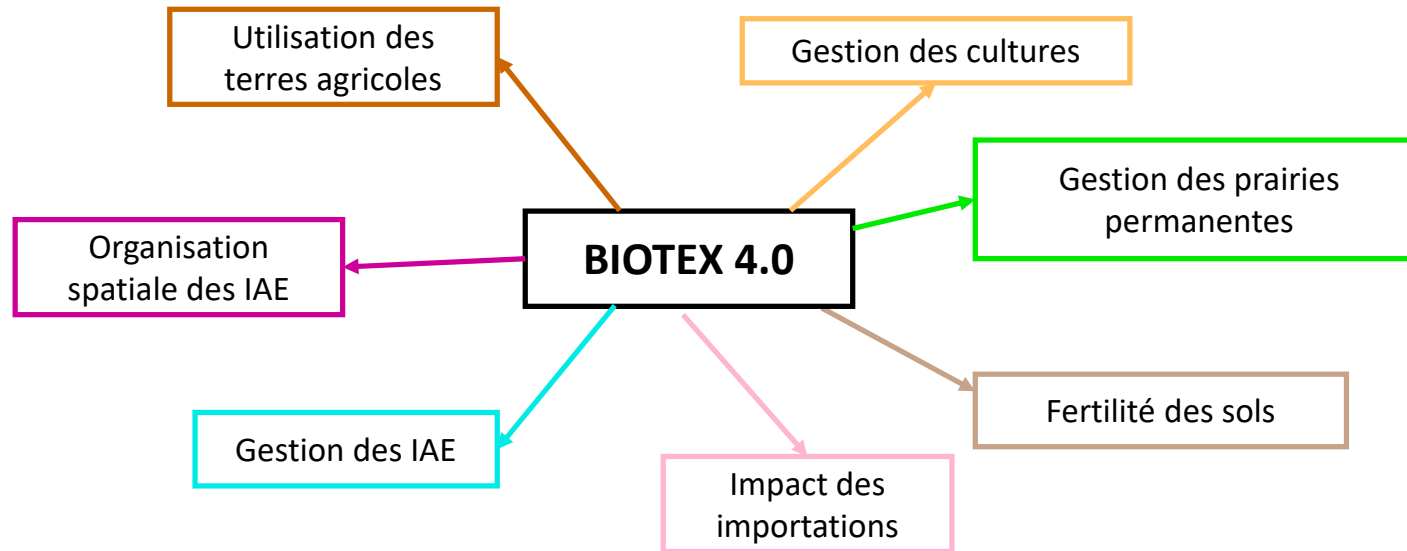 Utilisation des
terres agricoles
Gestion des cultures
Gestion des prairies
permanentes
Organisation
spatiale des IAE
BIOTEX 4.0
Fertilité des sols
Gestion des IAE
Impact des
importations